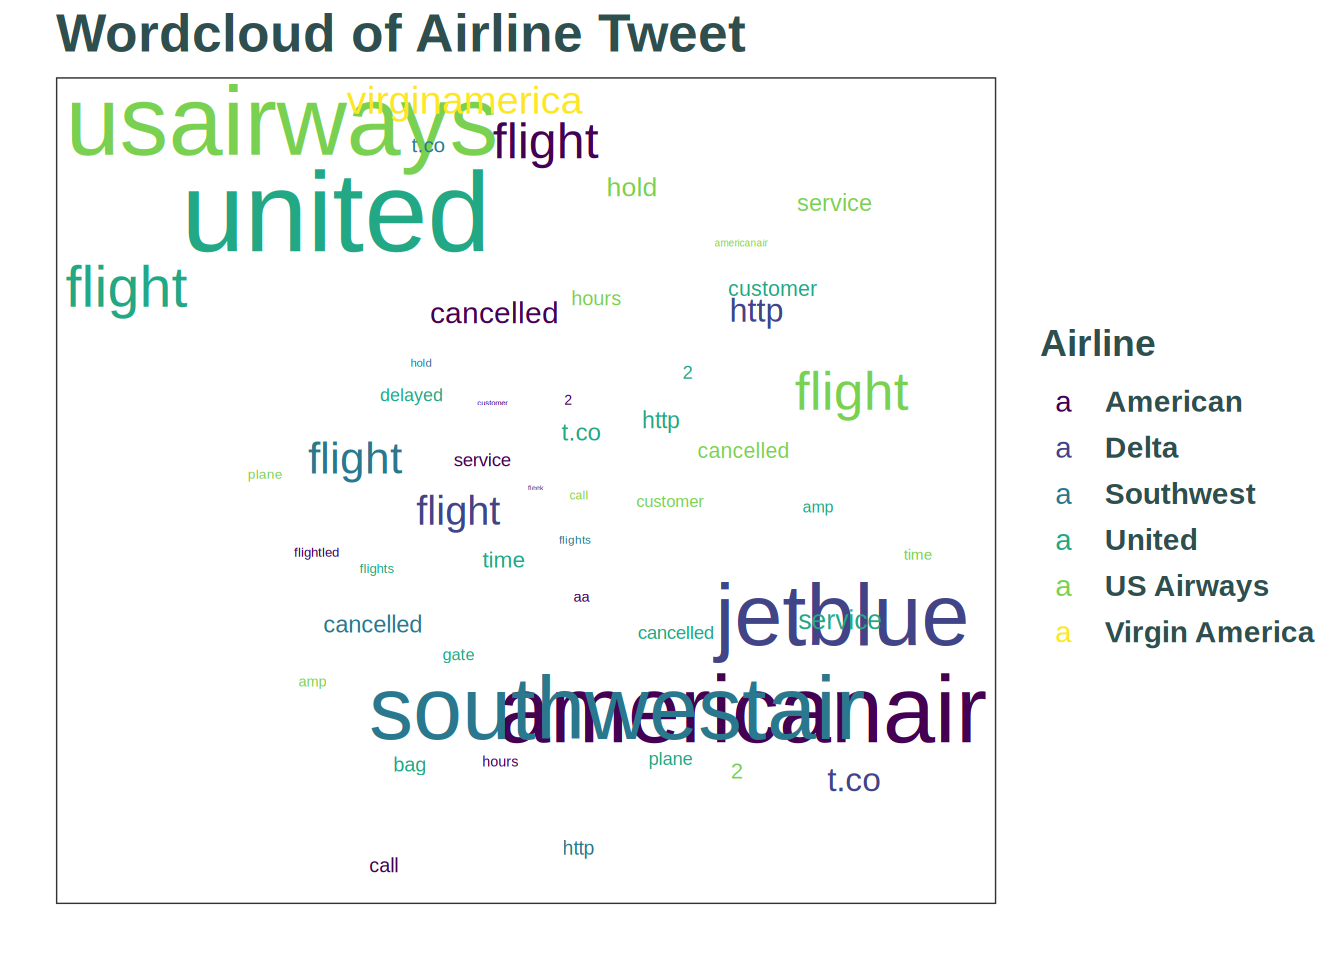 Wordcloud of Airline Tweet
virginamerica
usairways
flight
t.co
hold
service
united
americanair
flight
customer
hours
http
cancelled
hold
2
delayed
flight
customer
2
http
t.co
cancelled
flight
service
plane
fleek
call
customer
flight
amp
flights
flightled
time
time
flights
aa
jetblue
service
cancelled
cancelled
gate
amp
southwestair
americanair
hours
plane
bag
2
t.co
http
call
Airline
a American
a Delta
a Southwest
a United
a US Airways
a Virgin America